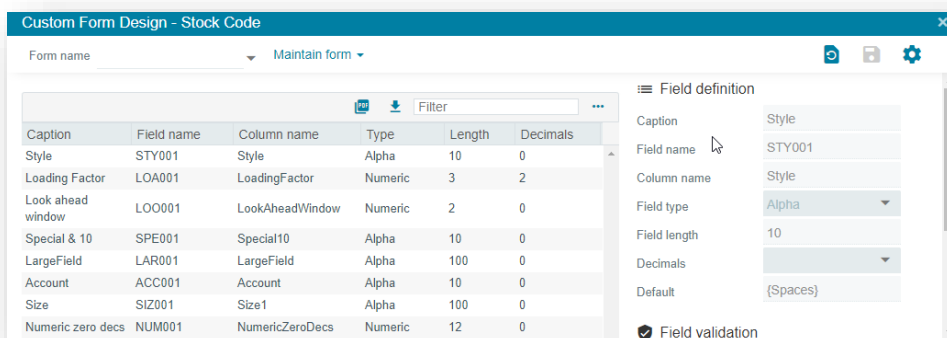 Custom Form Design - Stock Code
Form name
Maintain form
PDF
Filter
Caption Field name Column name Type Length Decimals
Style STY001 Style Alpha 10 0
Loading Factor LOA001 LoadingFactor Numeric 3 2
Look ahead
window LOO001 LookAheadWindow Numeric 2 0
Special & 10 SPE001 Special10 Alpha 10 0
LargeField LAR001 LargeField Alpha 100 0
Account ACC001 Account Alpha 10 0
Size SIZ001 Size1 Alpha 100 0
Numeric zero decs NUM001 NumericZeroDecs Numeric 12 0
Field definition
Caption Style
Field name STY001
Column name Style
Field type Alpha
Field length 10
Decimals
Default {Spaces}
Field validation